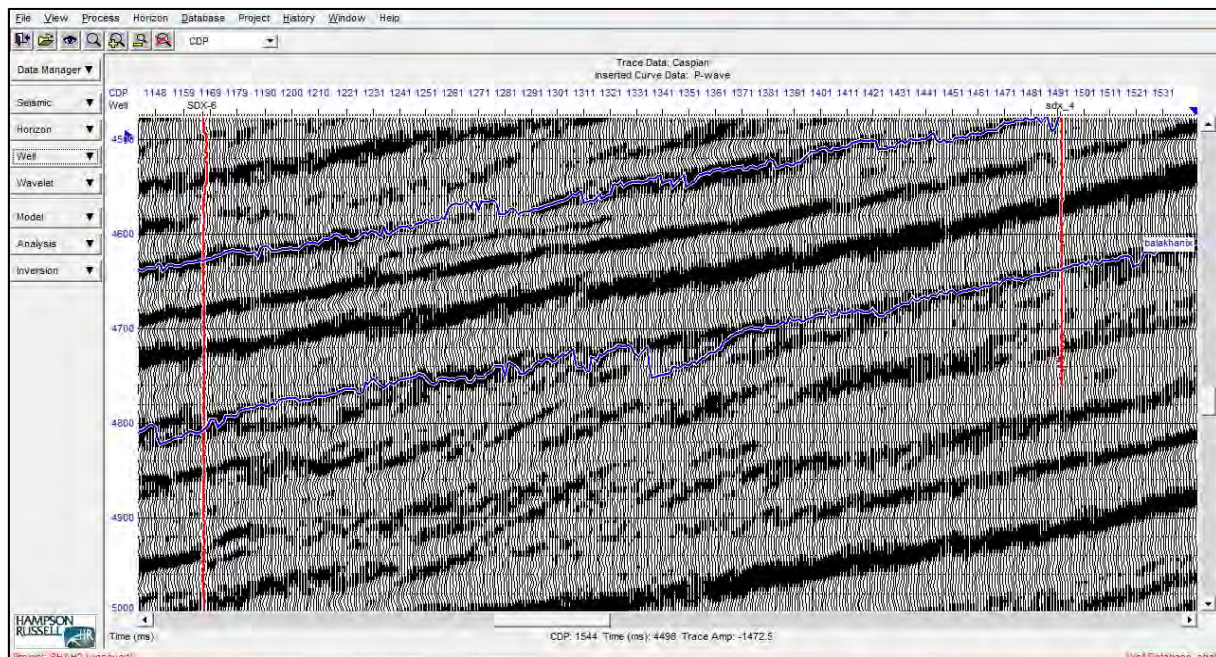 File View Process Horizon Database Project History Window Help
CDP
Data Manager
Trace Data: Caspian
Inserted Curve Data: P-wave
CDP 1148 1159 1169 1179 1190 1200 1210 1221 1231 1241 1251 1261 1271 1281 1291 1301 1311 1321 1331 1341 1351 1361 1371 1381 1391 1401 1411 1421 1431 1441 1451 1461 1471 1481 1491 1501 1511 1521 1531
Well SDX-6 sdx_4
Seismic
Horizon
Well
Wavelet
Model
Analysis
Inversion
4500
4600
balakhanix
4700
4800
4900
5000
HAMPSON
RUSSELL HR
Time (ms)
CDP: 1544 Time (ms): 4498 Trace Amp: -1472.5